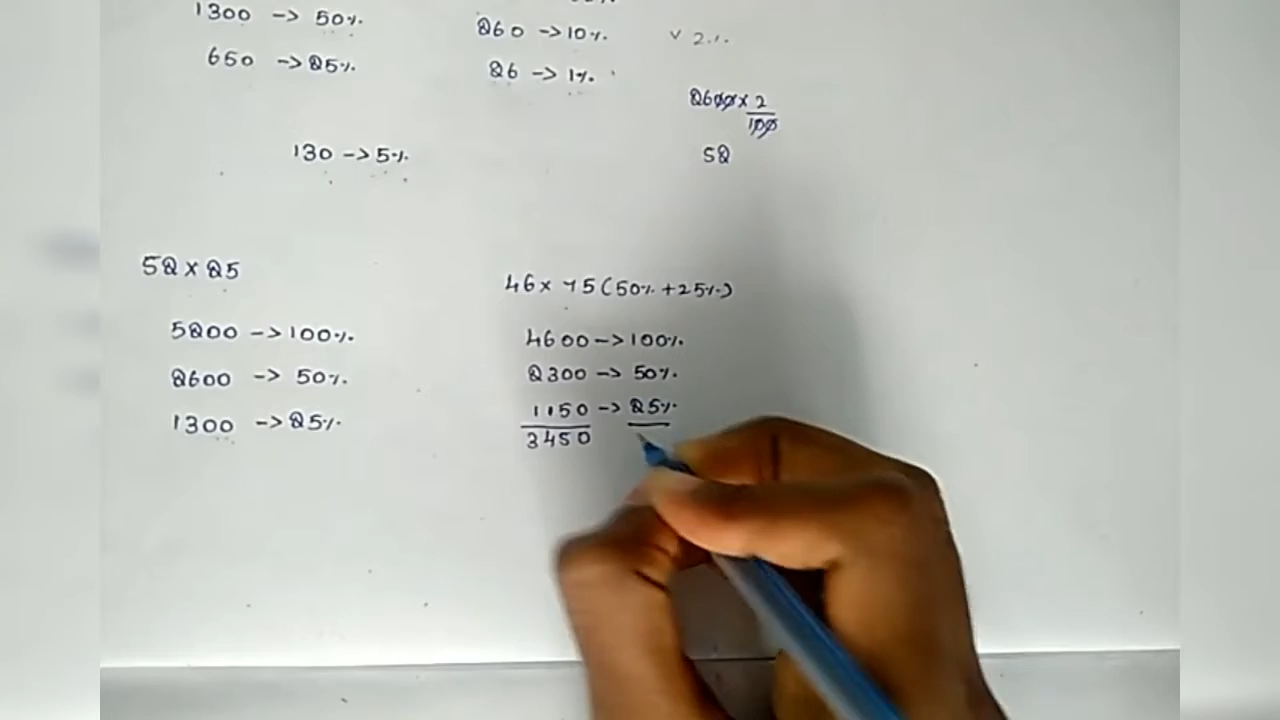 1300 -> 50%
650 -> 25%
260 -> 10%
26 -> 1%
130 -> 5%
2%
2600 x 2
100
52
52 x 25
5200 -> 100%
2600 -> 50%
1300 -> 25%
46 x 75 (50% + 25%)
4600 -> 100%
2300 -> 50%
1150 -> 25%
3450